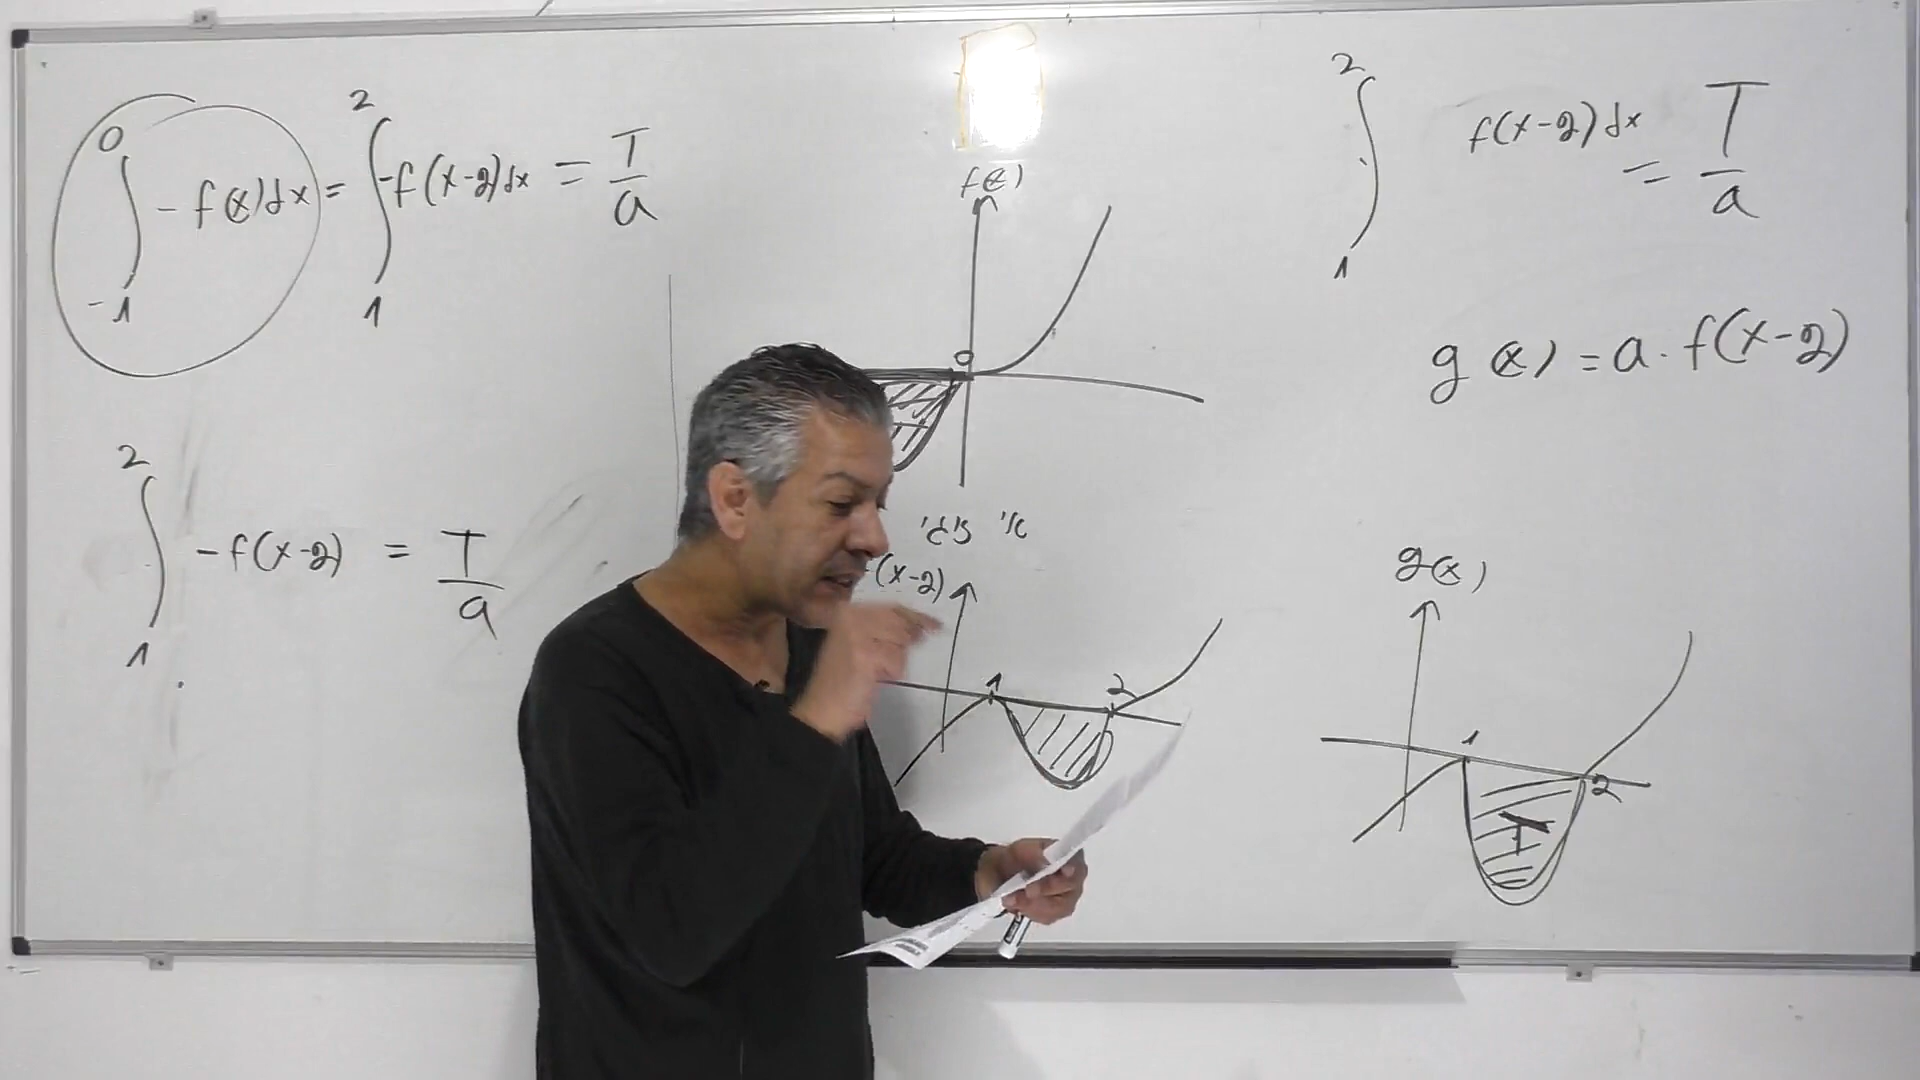 ∫_{-1}^{0} -f(x)dx = ∫_{1}^{2} -f(x-2)dx = T/a
∫_{1}^{2} -f(x-2) = T/a
f(x)
0
f(x-2)
1 2
∫_{1}^{2} f(x-2)dx = T/a
g(x) = a·f(x-2)
g(x)
1
2
T